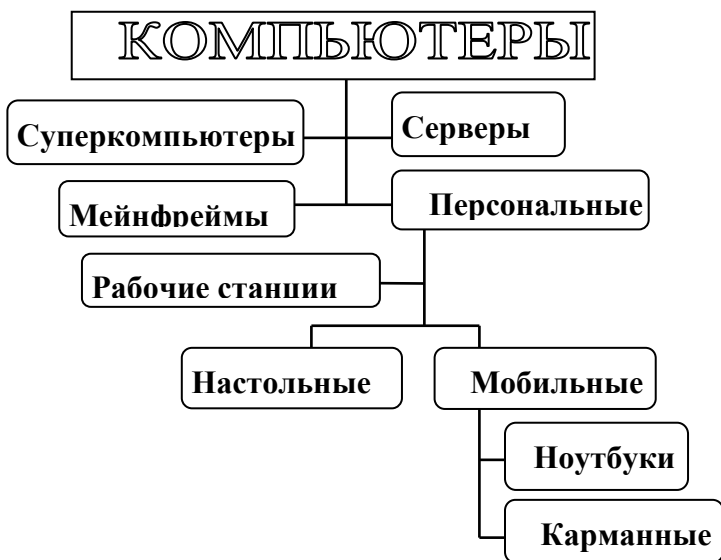 КОМПЬЮТЕРЫ
Суперкомпьютеры
Серверы
Мейнфреймы
Персональные
Рабочие станции
Настольные
Мобильные
Ноутбуки
Карманные